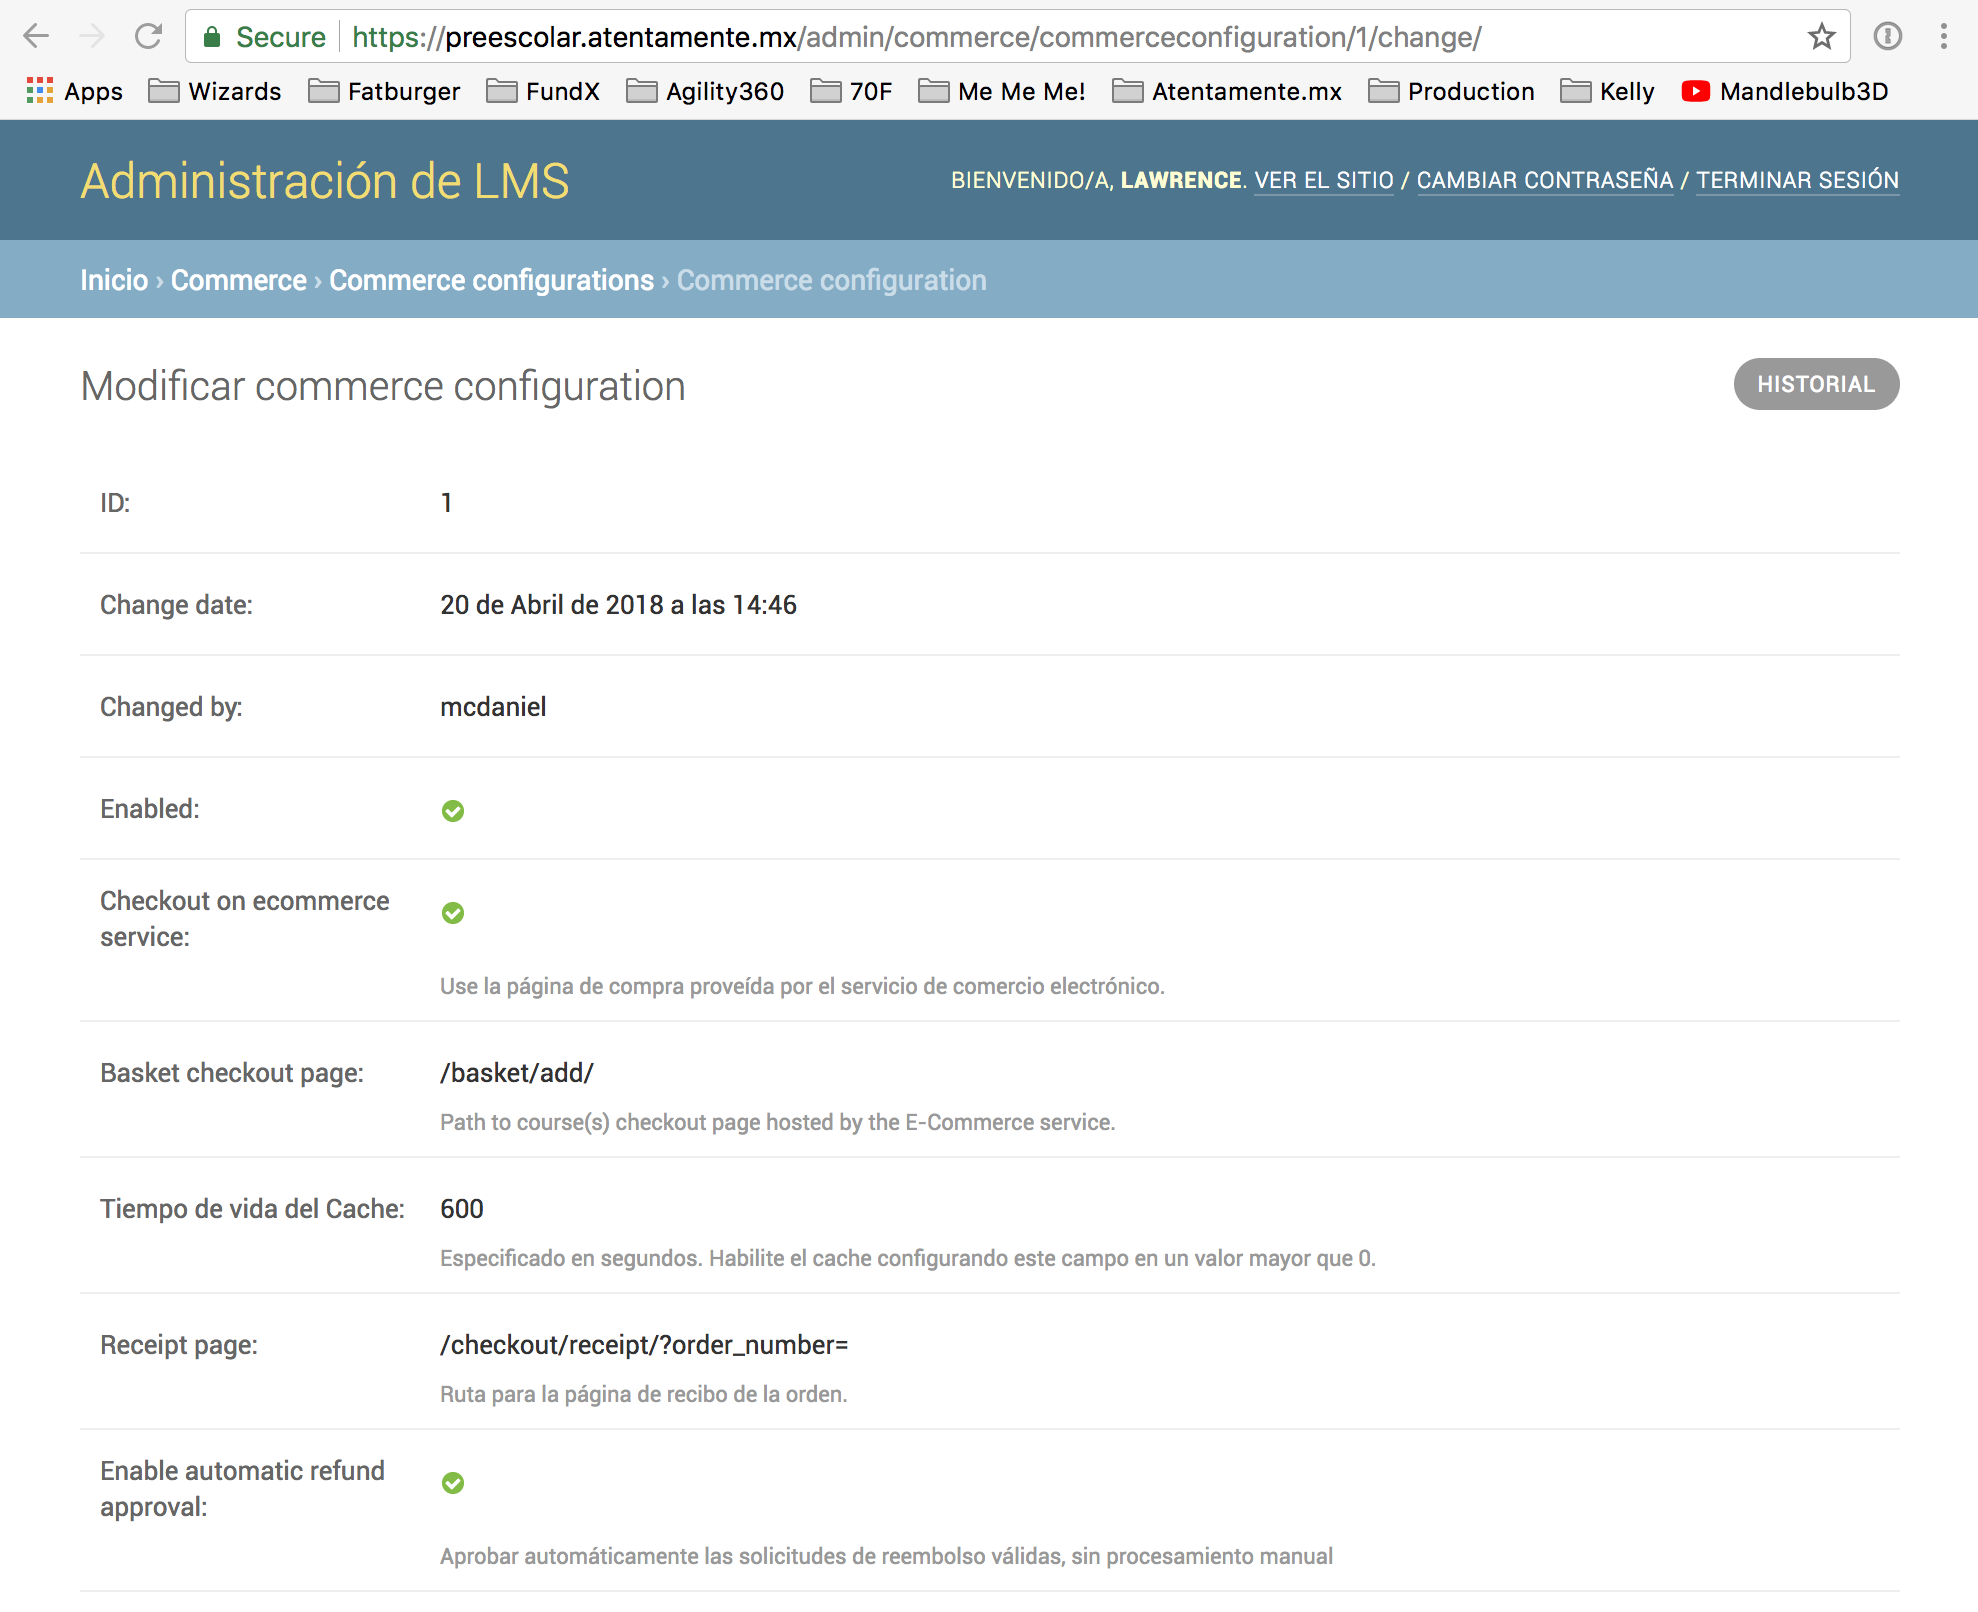 Secure https://preescolar.atentamente.mx/admin/commerce/commerceconfiguration/1/change/
Apps Wizards Fatburger FundX Agility360 70F Me Me Me! Atentamente.mx Production Kelly Mandlebulb3D
Administración de LMS
BIENVENIDO/A, LAWRENCE. VER EL SITIO / CAMBIAR CONTRASEÑA / TERMINAR SESIÓN
Inicio › Commerce › Commerce configurations › Commerce configuration
Modificar commerce configuration
HISTORIAL
ID: 1
Change date: 20 de Abril de 2018 a las 14:46
Changed by: mcdaniel
Enabled:
Checkout on ecommerce
service:
Use la página de compra proveída por el servicio de comercio electrónico.
Basket checkout page: /basket/add/
Path to course(s) checkout page hosted by the E-Commerce service.
Tiempo de vida del Cache: 600
Especificado en segundos. Habilite el cache configurando este campo en un valor mayor que 0.
Receipt page: /checkout/receipt/?order_number=
Ruta para la página de recibo de la orden.
Enable automatic refund
approval:
Aprobar automáticamente las solicitudes de reembolso válidas, sin procesamiento manual